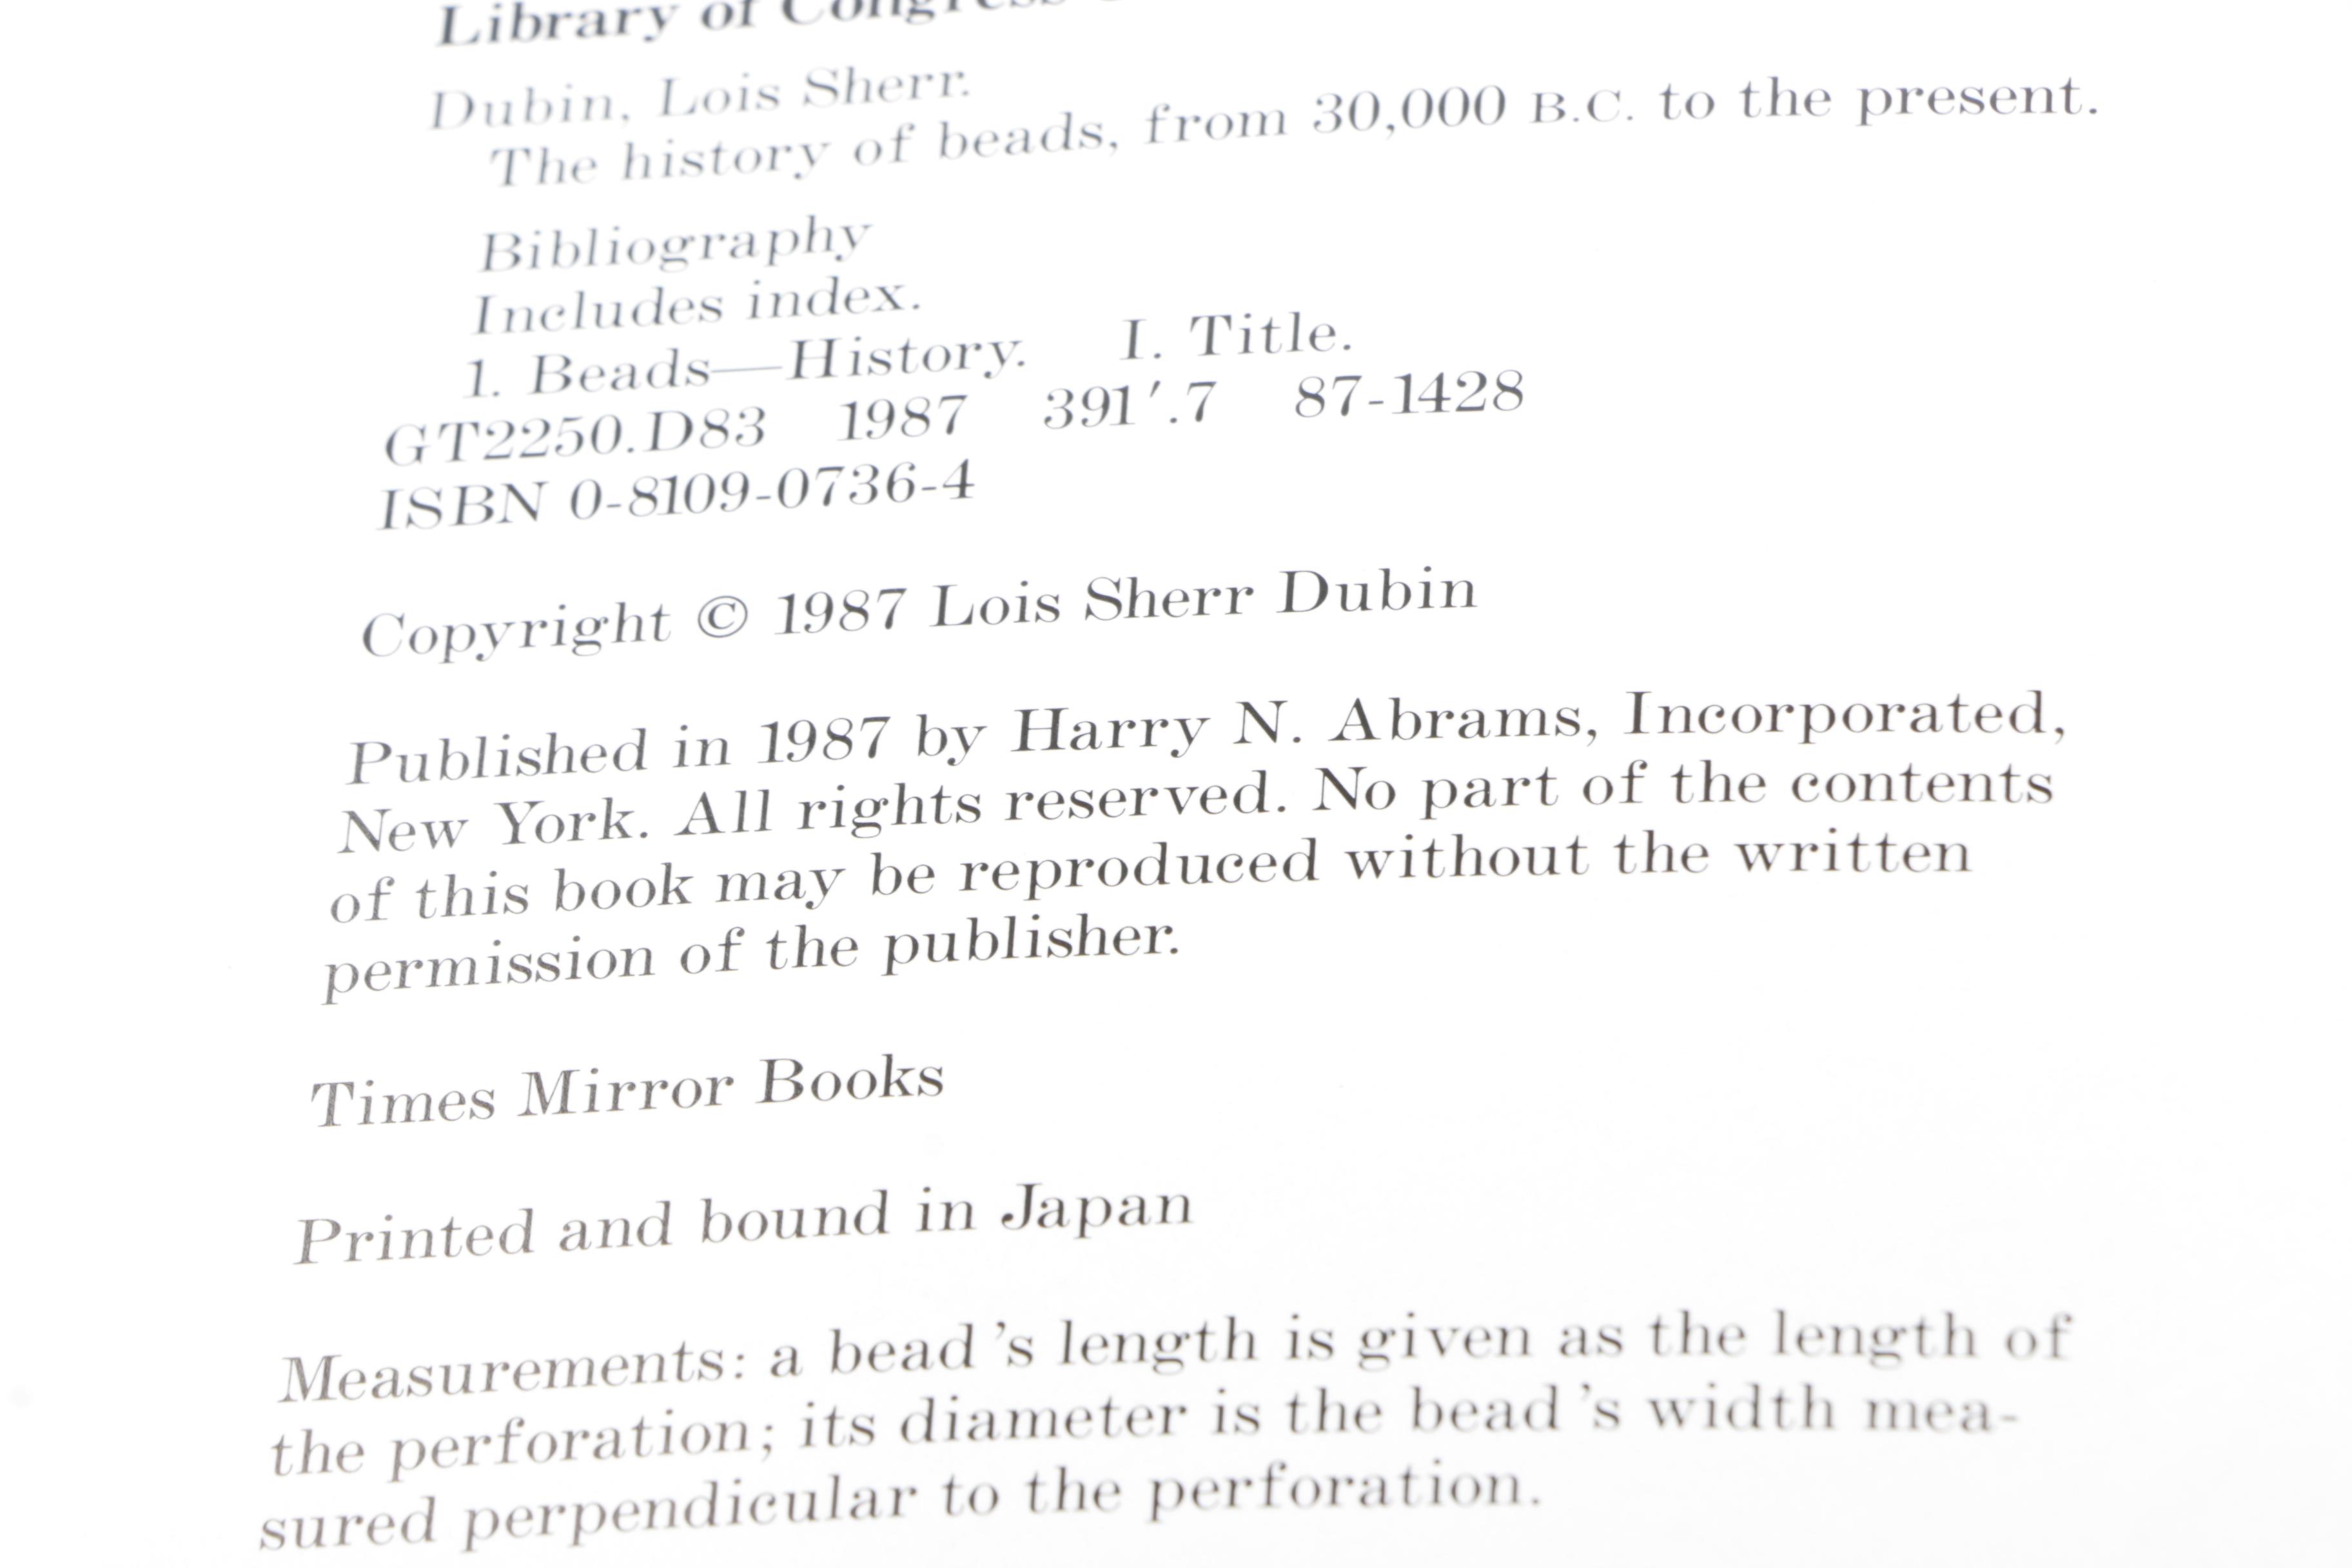 Library of Congress
Dubin, Lois Sherr.
The history of beads, from 30,000 B.C. to the present.
Bibliography
Includes index.
1. Beads—History. I. Title.
GT2250.D83 1987 391′.7 87-1428
ISBN 0-8109-0736-4
Copyright © 1987 Lois Sherr Dubin
Published in 1987 by Harry N. Abrams, Incorporated,
New York. All rights reserved. No part of the contents
of this book may be reproduced without the written
permission of the publisher.
Times Mirror Books
Printed and bound in Japan
Measurements: a bead's length is given as the length of
the perforation; its diameter is the bead's width mea-
sured perpendicular to the perforation.